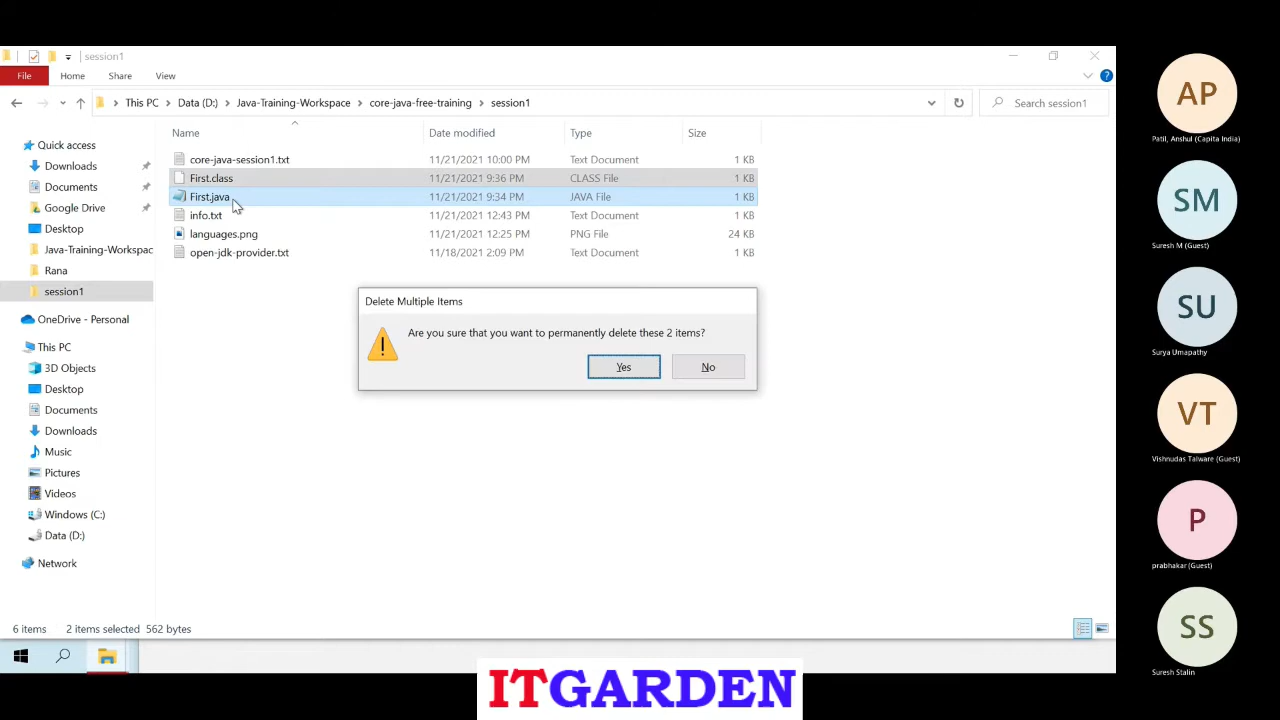 session1
File Home Share View
This PC Data (D:) Java-Training-Workspace core-java-free-training session1
Search session1
Name Date modified Type Size
core-java-session1.txt 11/21/2021 10:00 PM Text Document 1 KB
First.class 11/21/2021 9:36 PM CLASS File 1 KB
First.java 11/21/2021 9:34 PM JAVA File 1 KB
info.txt 11/21/2021 12:43 PM Text Document 1 KB
languages.png 11/21/2021 12:25 PM PNG File 24 KB
open-jdk-provider.txt 11/18/2021 2:09 PM Text Document 1 KB
Quick access
Downloads
Documents
Google Drive
Desktop
Java-Training-Workspac
Rana
session1
OneDrive - Personal
This PC
3D Objects
Desktop
Documents
Downloads
Music
Pictures
Videos
Windows (C:)
Data (D:)
Network
Delete Multiple Items
Are you sure that you want to permanently delete these 2 items?
Yes No
6 items 2 items selected 562 bytes
AP
Patil, Anshul (Capita India)
SM
Suresh M (Guest)
SU
Surya Umapathy
VT
Vishnudas Talware (Guest)
P
prabhakar (Guest)
SS
Suresh Stalin
ITGARDEN